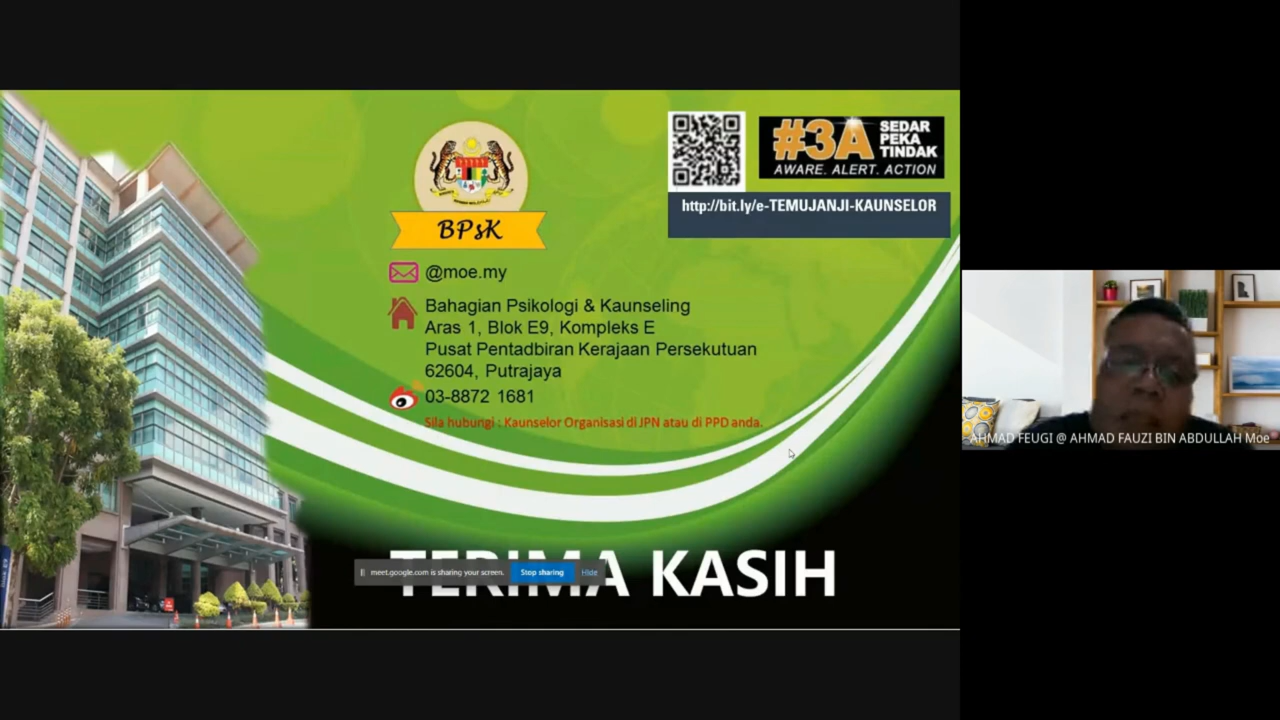 #3A SEDAR
PEKA
TINDAK
AWARE. ALERT. ACTION
http://bit.ly/e-TEMUJANJI-KAUNSELOR
BPsK
@moe.my
Bahagian Psikologi & Kaunseling
Aras 1, Blok E9, Kompleks E
Pusat Pentadbiran Kerajaan Persekutuan
62604, Putrajaya
03-8872 1681
Sila hubungi : Kaunselor Organisasi di JPN atau di PPD anda.
AHMAD FEUGI @ AHMAD FAUZI BIN ABDULLAH Moe
TERIMA KASIH
meet.google.com is sharing your screen. Stop sharing Hide